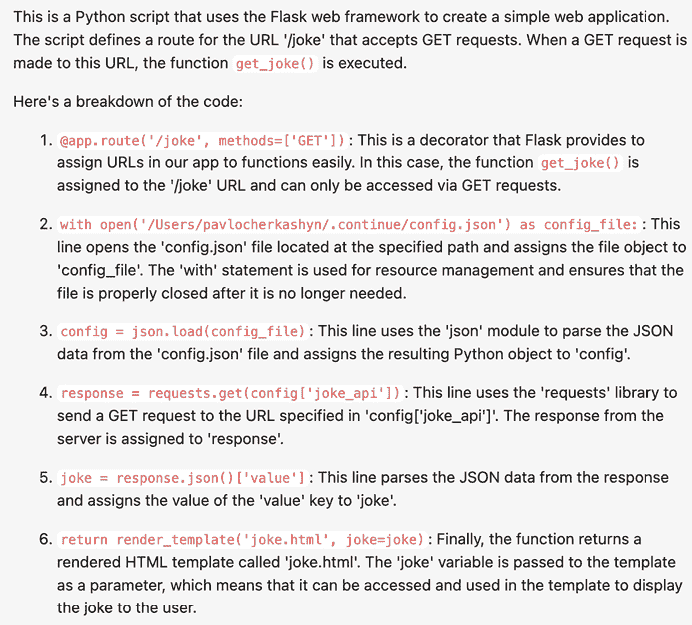 This is a Python script that uses the Flask web framework to create a simple web application.
The script defines a route for the URL '/joke' that accepts GET requests. When a GET request is
made to this URL, the function get_joke() is executed.
Here's a breakdown of the code:
1. @app.route('/joke', methods=['GET']) : This is a decorator that Flask provides to
assign URLs in our app to functions easily. In this case, the function get_joke() is
assigned to the '/joke' URL and can only be accessed via GET requests.
2. with open('/Users/pavlocherkashyn/.continue/config.json') as config_file: : This
line opens the 'config.json' file located at the specified path and assigns the file object to
'config_file'. The 'with' statement is used for resource management and ensures that the
file is properly closed after it is no longer needed.
3. config = json.load(config_file) : This line uses the 'json' module to parse the JSON
data from the 'config.json' file and assigns the resulting Python object to 'config'.
4. response = requests.get(config['joke_api']) : This line uses the 'requests' library to
send a GET request to the URL specified in 'config['joke_api']'. The response from the
server is assigned to 'response'.
5. joke = response.json()['value'] : This line parses the JSON data from the response
and assigns the value of the 'value' key to 'joke'.
6. return render_template('joke.html', joke=joke) : Finally, the function returns a
rendered HTML template called 'joke.html'. The 'joke' variable is passed to the template
as a parameter, which means that it can be accessed and used in the template to display
the joke to the user.